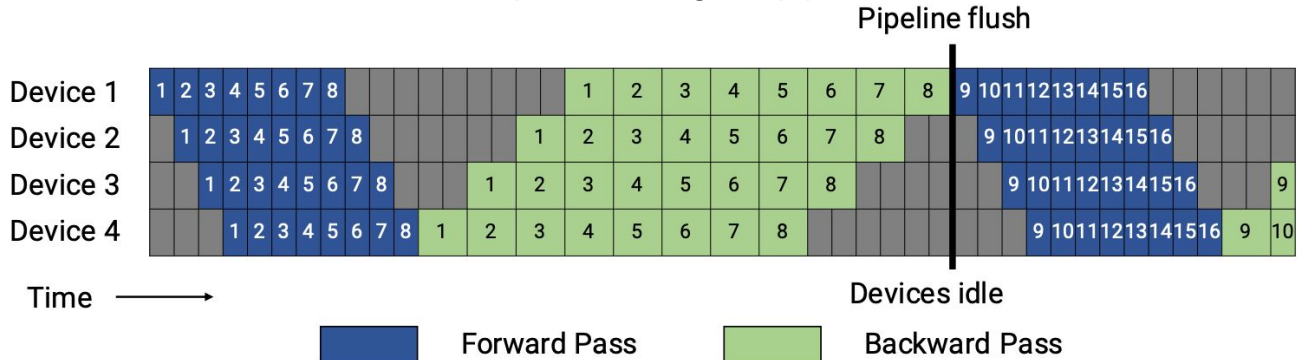 Pipeline flush
Device 1 1 2 3 4 5 6 7 8 1 2 3 4 5 6 7 8 9 10 11 12 13 14 15 16
Device 2 1 2 3 4 5 6 7 8 1 2 3 4 5 6 7 8 9 10 11 12 13 14 15 16
Device 3 1 2 3 4 5 6 7 8 1 2 3 4 5 6 7 8 9 10 11 12 13 14 15 16 9
Device 4 1 2 3 4 5 6 7 8 1 2 3 4 5 6 7 8 9 10 11 12 13 14 15 16 9 10
Time Devices idle
Forward Pass Backward Pass